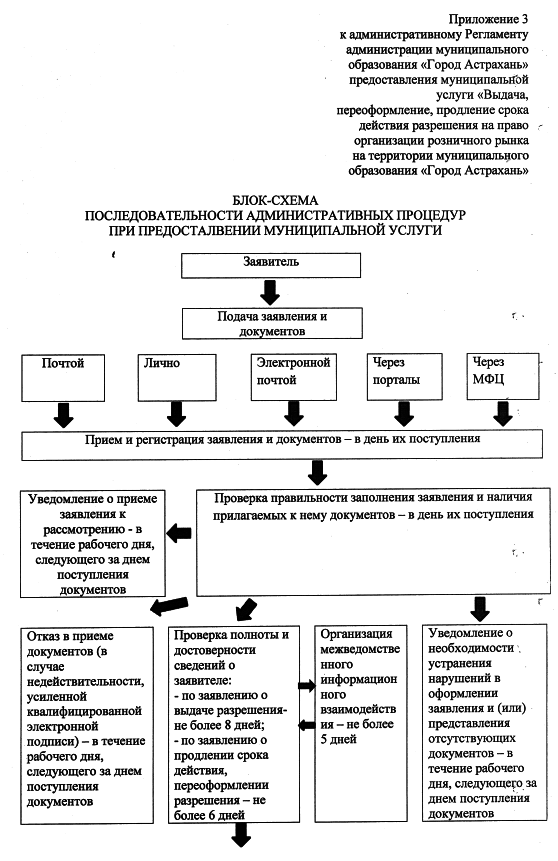 Приложение 3
к административному Регламенту
администрации муниципального
образования «Город Астрахань»
предоставления муниципальной
услуги «Выдача,
переоформление, продление срока
действия разрешения на право
организации розничного рынка
на территории муниципального
образования «Город Астрахань»
БЛОК-СХЕМА
ПОСЛЕДОВАТЕЛЬНОСТИ АДМИНИСТРАТИВНЫХ ПРОЦЕДУР
ПРИ ПРЕДОСТАЛВЕНИИ МУНИЦИПАЛЬНОЙ УСЛУГИ
Заявитель
Подача заявления и
документов
Почтой
Лично
Электронной
почтой
Через
порталы
Через
МФЦ
Прием и регистрация заявления и документов – в день их поступления
Уведомление о приеме
заявления к
рассмотрению - в
течение рабочего дня,
следующего за днем
поступления
документов
Проверка правильности заполнения заявления и наличия
прилагаемых к нему документов – в день их поступления
Отказ в приеме
документов (в
случае
недействительности,
усиленной
квалифицированной
электронной
подписи) – в течение
рабочего дня,
следующего за днем
поступления
документов
Проверка полноты и
достоверности
сведений о
заявителе:
- по заявлению о
выдаче разрешения-
не более 8 дней;
- по заявлению о
продлении срока
действия,
переоформлении
разрешения – не
более 6 дней
Организация
межведомстве
нного
информацион
ного
взаимодейств
ия – не более
5 дней
Уведомление о
необходимости
устранения
нарушений в
оформлении
заявления и (или)
представления
отсутствующих
документов – в
течение рабочего
дня, следующего за
днем поступления
документов